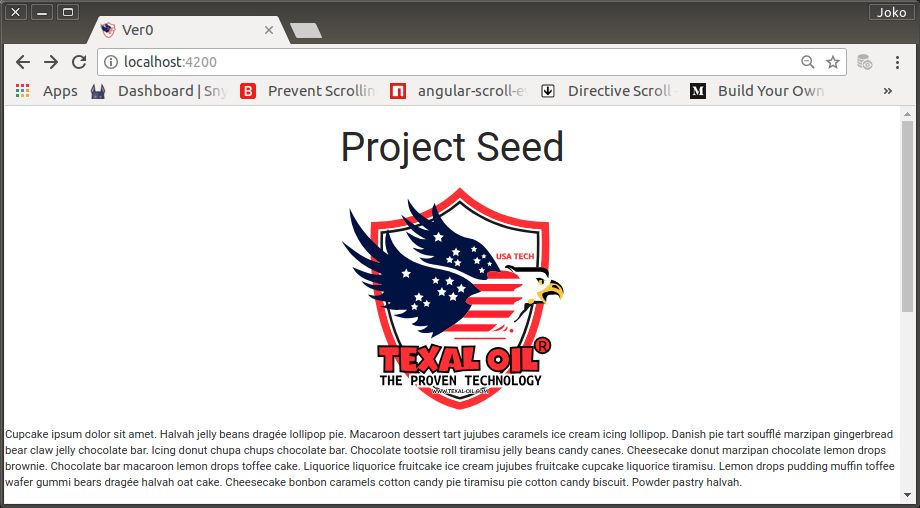 Joko
Ver0
localhost:4200
Apps
Dashboard | Sny
Prevent Scrollin
angular-scroll-e
Directive Scroll
Build Your Own
Project Seed
USA TECH
TEXAL OIL®
THE PROVEN TECHNOLOGY
WWW.TEXAL-OIL.COM
Cupcake ipsum dolor sit amet. Halvah jelly beans dragée lollipop pie. Macaroon dessert tart jujubes caramels ice cream icing lollipop. Danish pie tart soufflé marzipan gingerbread
bear claw jelly chocolate bar. Icing donut chupa chups chocolate bar. Chocolate tootsie roll tiramisu jelly beans candy canes. Cheesecake donut marzipan chocolate lemon drops
brownie. Chocolate bar macaroon lemon drops toffee cake. Liquorice liquorice fruitcake ice cream jujubes fruitcake cupcake liquorice tiramisu. Lemon drops pudding muffin toffee
wafer gummi bears dragée halvah oat cake. Cheesecake bonbon caramels cotton candy pie tiramisu pie cotton candy biscuit. Powder pastry halvah.